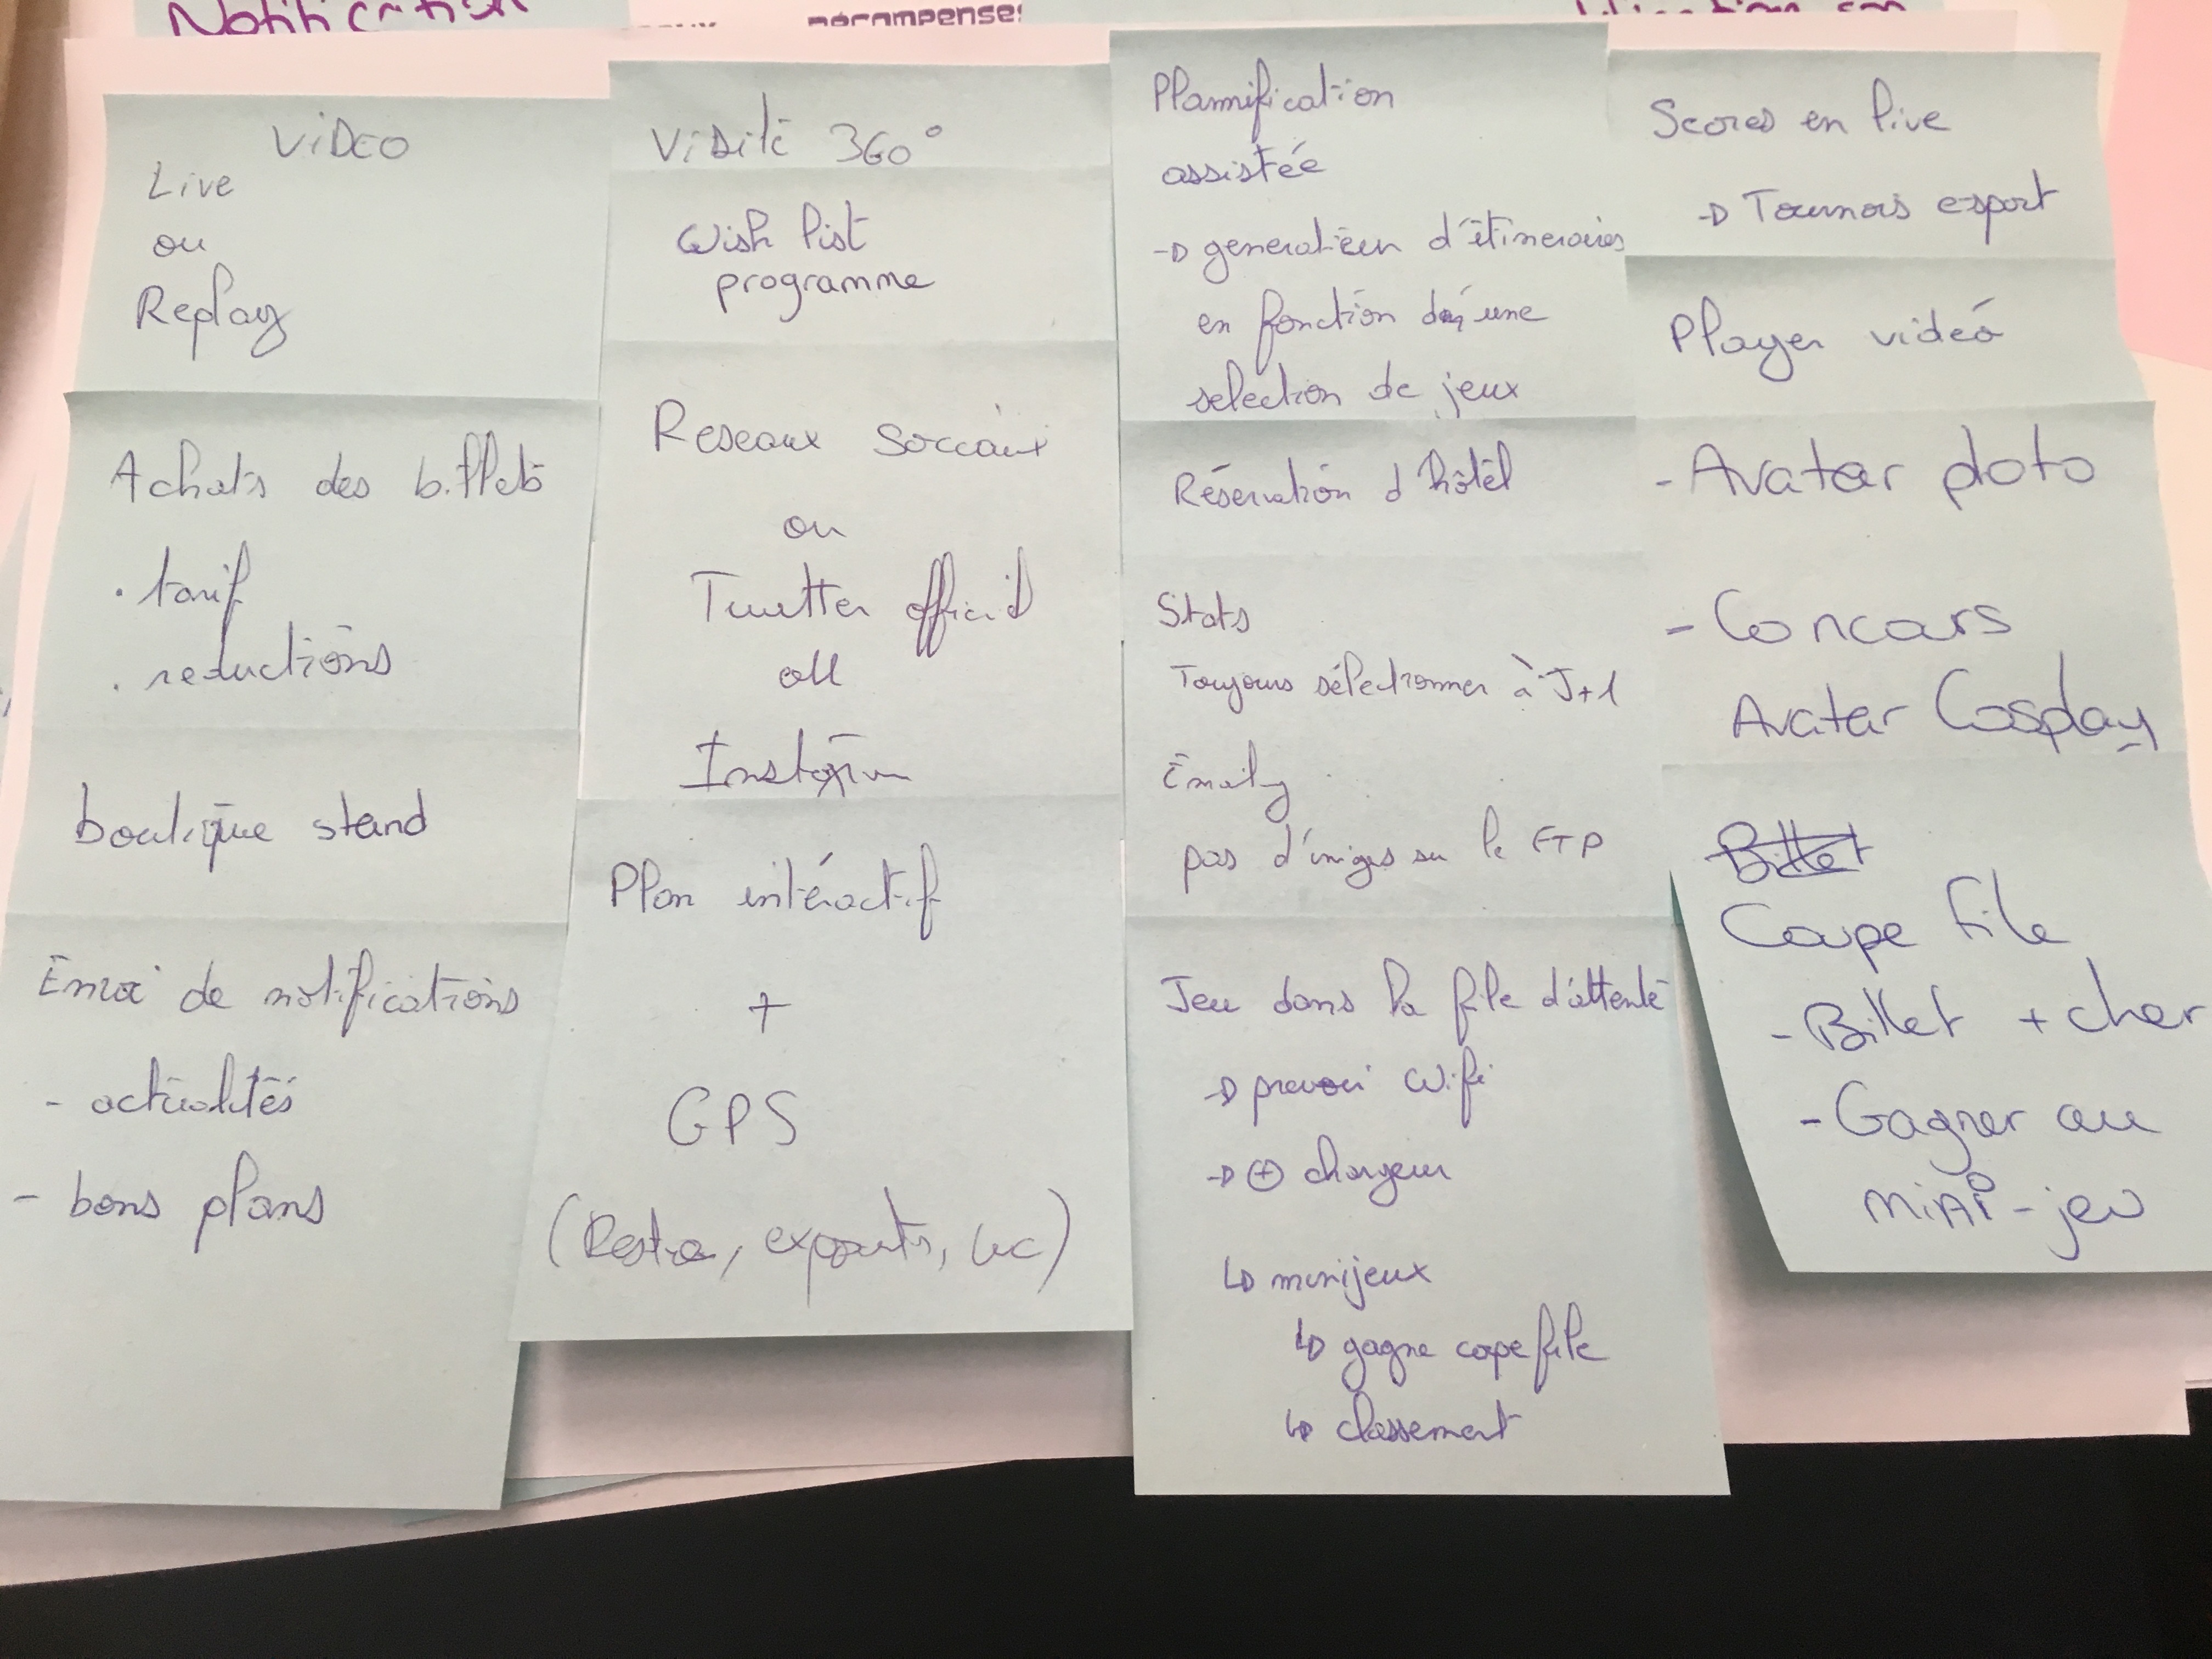 Notification
récompenses
VIDEO
Live
ou
Replay
Achats des billets
. tarif
. reductions
boutique stand
Envoi de notifications
- actualités
- bons plans
Visite 360°
Wish list
programme
Reseaux sociaux
ou
Twitter officiel
ou
Plan intéractif
+
GPS
(Resto, exposants, WC)
Plannification
assistée
→ generation d'itineraires
en fonction d'une
selection de jeux
Réservation d'hôtel
Stats
Toujours sélectionner à J+1
pas d'images sur le FTP
Jeu dans la file d'attente
→ prevoir wifi
→ ⊕ chargeur
↳ minijeux
↳ gagne coupe file
↳ classement
Scores en live
→ Tournois esport
Player vidéo
- Avatar photo
- Concours
Avatar Cosplay
Billet
Coupe file
- Billet + cher
- Gagner au
mini-jeu